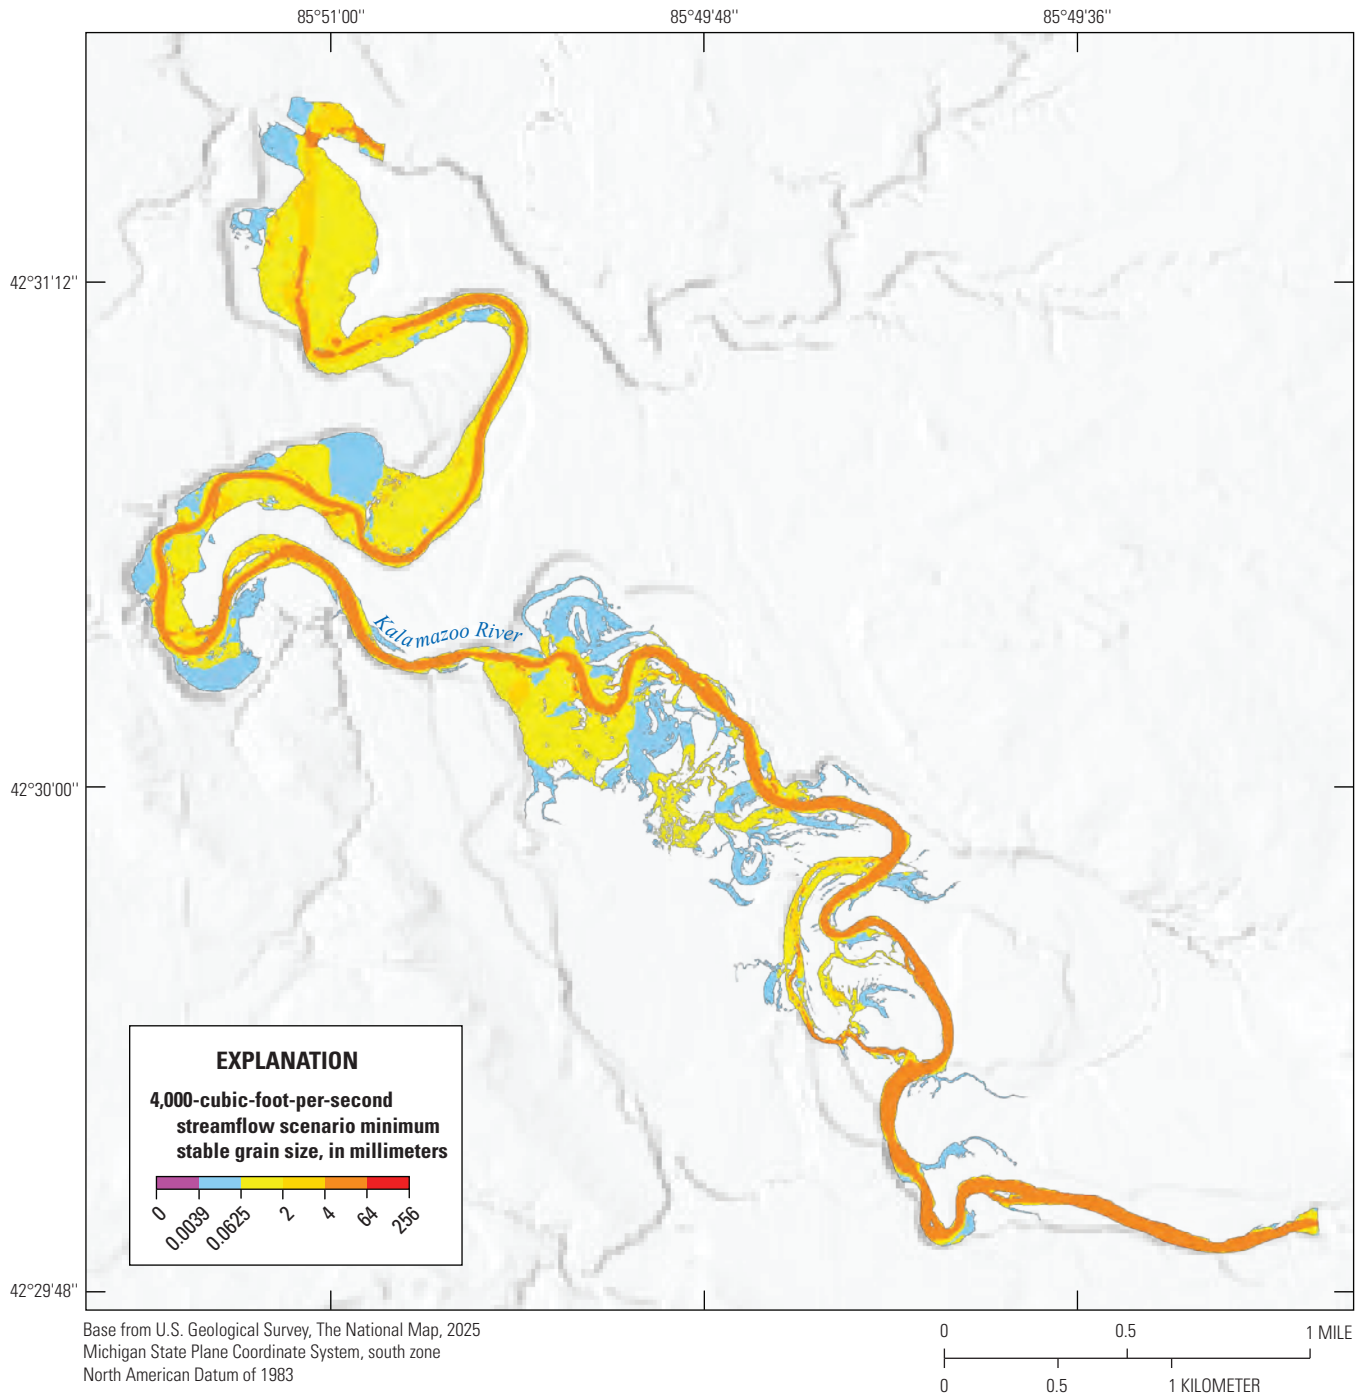 85°51'00"
85°49'48"
85°49'36"
42°31'12"
Kalamazoo River
42°30'00"
EXPLANATION
4,000-cubic-foot-per-second
streamflow scenario minimum
stable grain size, in millimeters
0
0.0039
0.0625
2
4
64
256
42°29'48"
Base from U.S. Geological Survey, The National Map, 2025
Michigan State Plane Coordinate System, south zone
North American Datum of 1983
0 0.5 1 MILE
0 0.5 1 KILOMETER